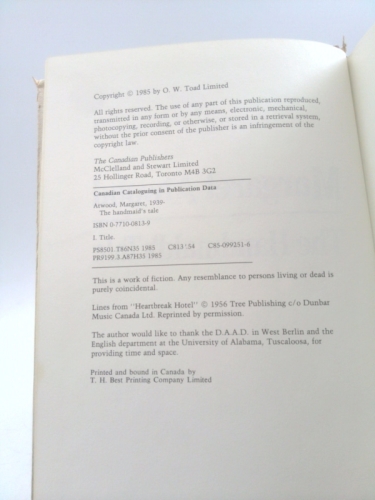 Copyright © 1985 by O. W. Toad Limited
All rights reserved. The use of any part of this publication reproduced,
transmitted in any form or by any means, electronic, mechanical,
photocopying, recording, or otherwise, or stored in a retrieval system,
without the prior consent of the publisher is an infringement of the
copyright law.
The Canadian Publishers
McClelland and Stewart Limited
25 Hollinger Road, Toronto M4B 3G2
Canadian Cataloguing in Publication Data
Atwood, Margaret, 1939-
The handmaid's tale
ISBN 0-7710-0813-9
I. Title.
PS8501.T86N35 1985 C813'.54 C85-099251-6
PR9199.3.A87H35 1985
This is a work of fiction. Any resemblance to persons living or dead is
purely coincidental.
Lines from "Heartbreak Hotel" © 1956 Tree Publishing c/o Dunbar
Music Canada Ltd. Reprinted by permission.
The author would like to thank the D.A.A.D. in West Berlin and the
English department at the University of Alabama, Tuscaloosa, for
providing time and space.
Printed and bound in Canada by
T. H. Best Printing Company Limited